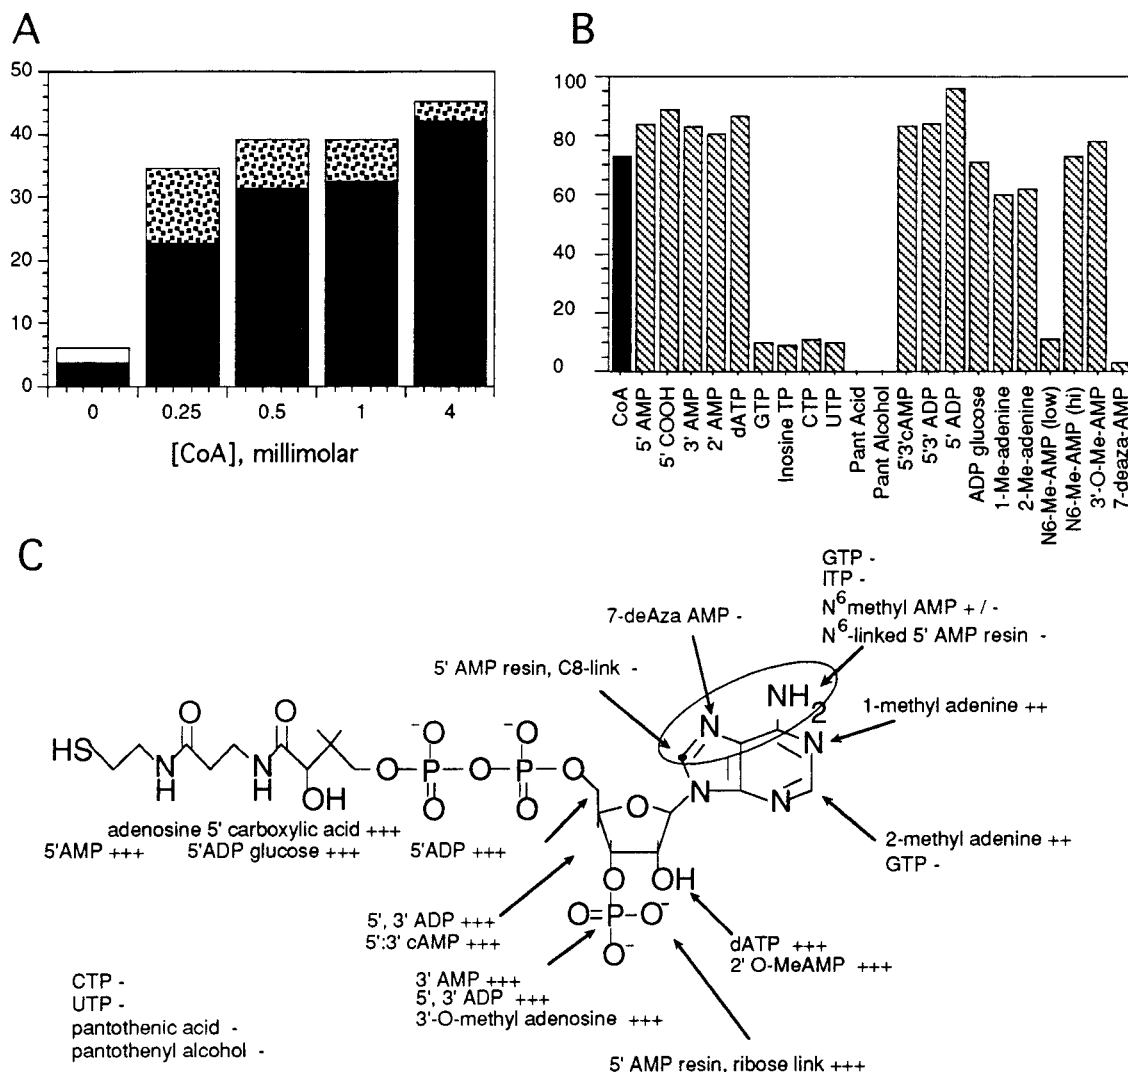 A
50
40
30
20
10
0
0 0.25 0.5 1 4
[CoA], millimolar
B
100
80
60
40
20
0
CoA
5' AMP
5' COOH
3' AMP
2' AMP
dATP
GTP
Inosine TP
CTP
UTP
Pant Acid
Pant Alcohol
5'3'cAMP
5'3' ADP
5' ADP
ADP glucose
1-Me-adenine
2-Me-adenine
N6-Me-AMP (low)
N6-Me-AMP (hi)
3'-O-Me-AMP
7-deaza-AMP
C
GTP -
ITP -
N6methyl AMP + / -
N6-linked 5' AMP resin -
7-deAza AMP -
5' AMP resin, C8-link -
1-methyl adenine ++
NH2
N
N
N
N
HS
O
N
H
O
N
H
OH
O
-O
P
O
O
-O
P
O
O
O
2-methyl adenine ++
GTP -
adenosine 5' carboxylic acid +++
5'AMP +++ 5'ADP glucose +++ 5'ADP +++
O OH
O=P-O-
O-
5', 3' ADP +++
5':3' cAMP +++
dATP +++
2' O-MeAMP +++
3' AMP +++
5', 3' ADP +++
3'-O-methyl adenosine +++
CTP -
UTP -
pantothenic acid -
pantothenyl alcohol -
5' AMP resin, ribose link +++